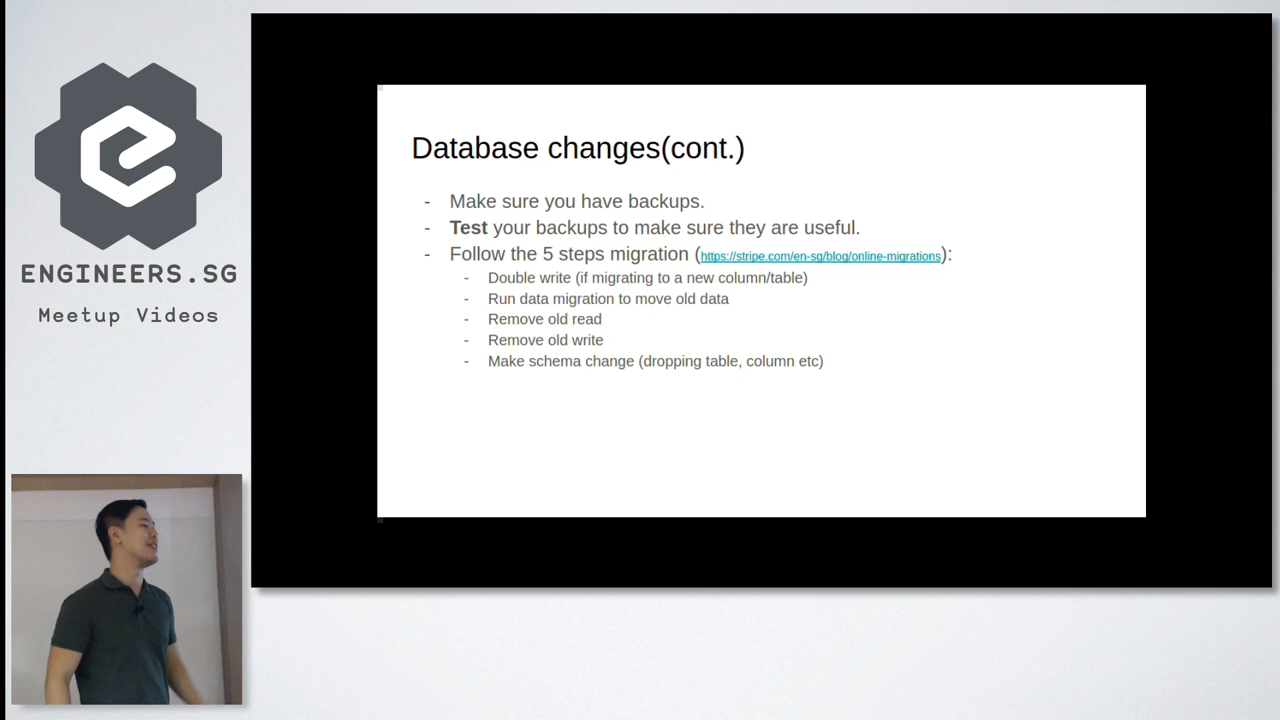 ENGINEERS.SG
Meetup Videos
Database changes(cont.)
- Make sure you have backups.
- Test your backups to make sure they are useful.
- Follow the 5 steps migration (https://stripe.com/en-sg/blog/online-migrations):
- Double write (if migrating to a new column/table)
- Run data migration to move old data
- Remove old read
- Remove old write
- Make schema change (dropping table, column etc)